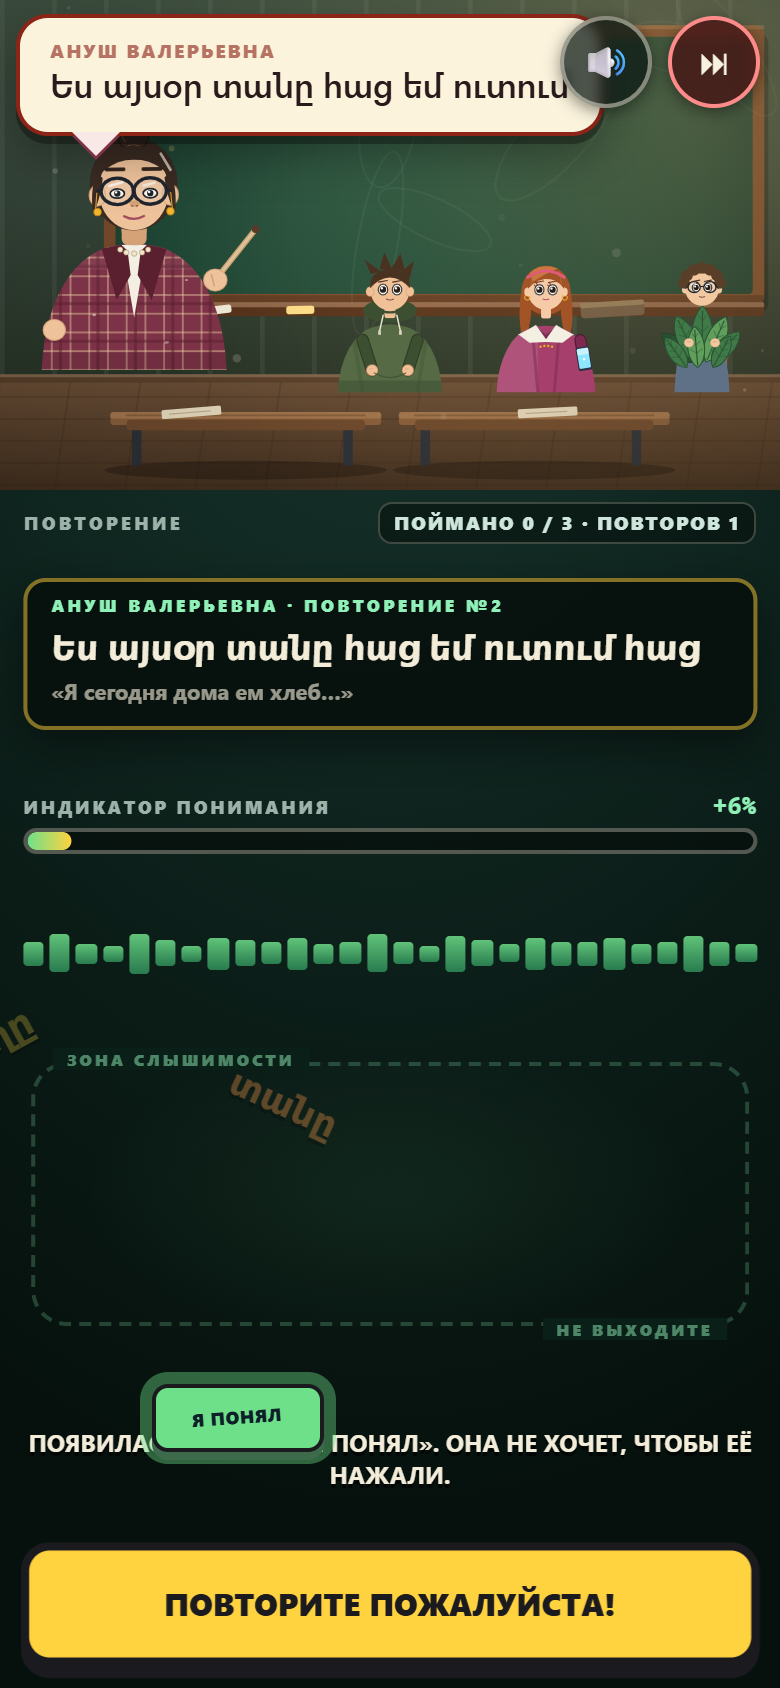 АНУШ ВАЛЕРЬЕВНА
Ես այսօր տանը հաց եմ ուտում
ПОВТОРЕНИЕ
ПОЙМАНО 0 / 3 · ПОВТОРОВ 1
АНУШ ВАЛЕРЬЕВНА · ПОВТОРЕНИЕ №2
Ես այսօր տանը հաց եմ ուտում հաց
«Я сегодня дома ем хлеб...»
ИНДИКАТОР ПОНИМАНИЯ
+6%
ЗОНА СЛЫШИМОСТИ
տանը
НЕ ВЫХОДИТЕ
Я ПОНЯЛ
ПОНЯЛ». ОНА НЕ ХОЧЕТ, ЧТОБЫ ЕЁ
НАЖАЛИ.
ПОВТОРИТЕ ПОЖАЛУЙСТА!